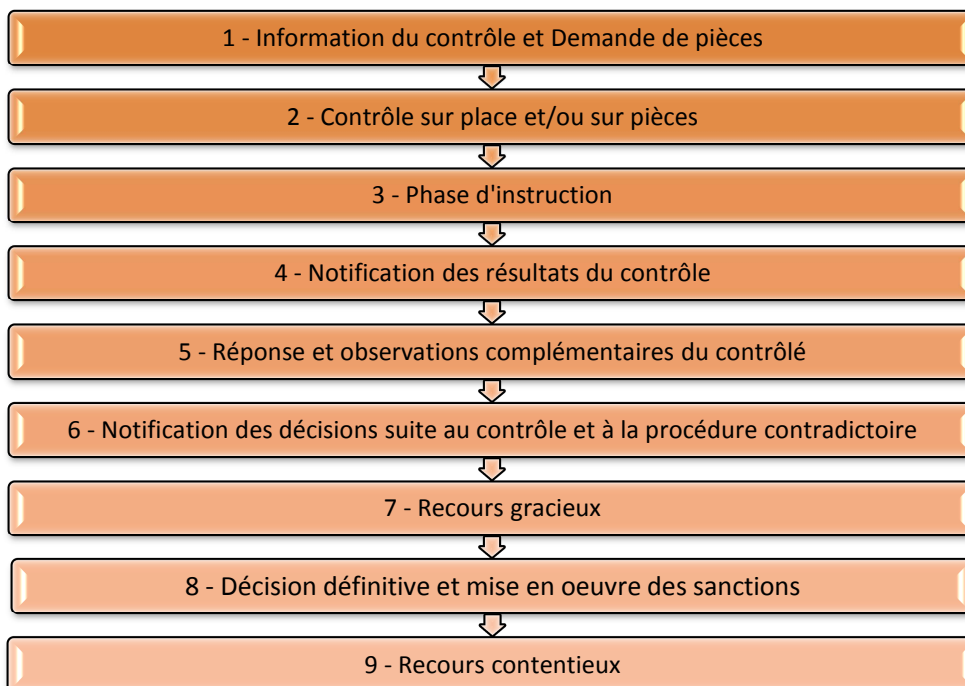 1 - Information du contrôle et Demande de pièces
2 - Contrôle sur place et/ou sur pièces
3 - Phase d'instruction
4 - Notification des résultats du contrôle
5 - Réponse et observations complémentaires du contrôlé
6 - Notification des décisions suite au contrôle et à la procédure contradictoire
7 - Recours gracieux
8 - Décision définitive et mise en oeuvre des sanctions
9 - Recours contentieux